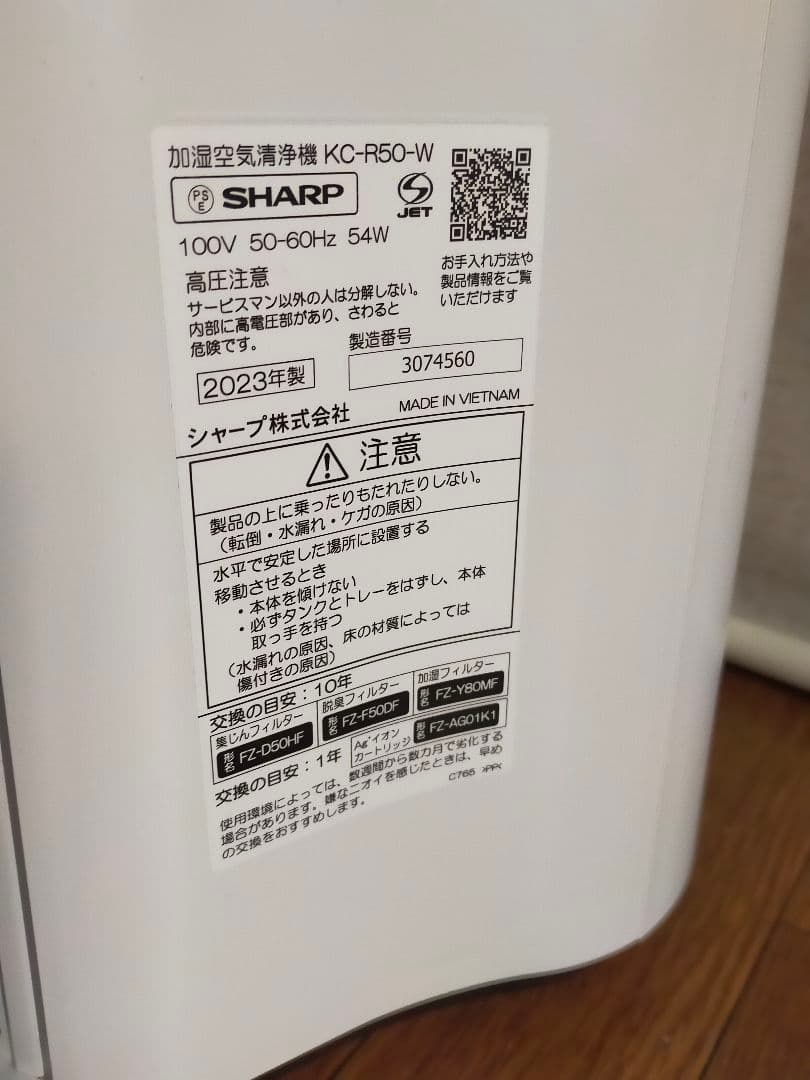 加湿空気清浄機 KC-R50-W
PS
E
SHARP
JET
100V 50-60Hz 54W
お手入れ方法や
製品情報をご覧
いただけます
高圧注意
サービスマン以外の人は分解しない。
内部に高電圧部があり、さわると
危険です。
製造番号
2023年製
3074560
シャープ株式会社
MADE IN VIETNAM
注意
製品の上に乗ったりもたれたりしない。
（転倒・水漏れ・ケガの原因）
水平で安定した場所に設置する
移動させるとき
・本体を傾けない
・必ずタンクとトレーをはずし、本体
取っ手を持つ
（水漏れの原因、床の材質によっては
傷付きの原因）
交換の目安：10年
集じんフィルター
形名 FZ-D50HF
脱臭フィルター
形名 FZ-F50DF
加湿フィルター
形名 FZ-Y80MF
交換の目安：1年
Ag⁺イオン
カートリッジ
形名 FZ-AG01K1
使用環境によっては、数週間から数カ月で劣化する
場合があります。嫌なニオイを感じたときは、早め
の交換をおすすめします。
C765 >PP<